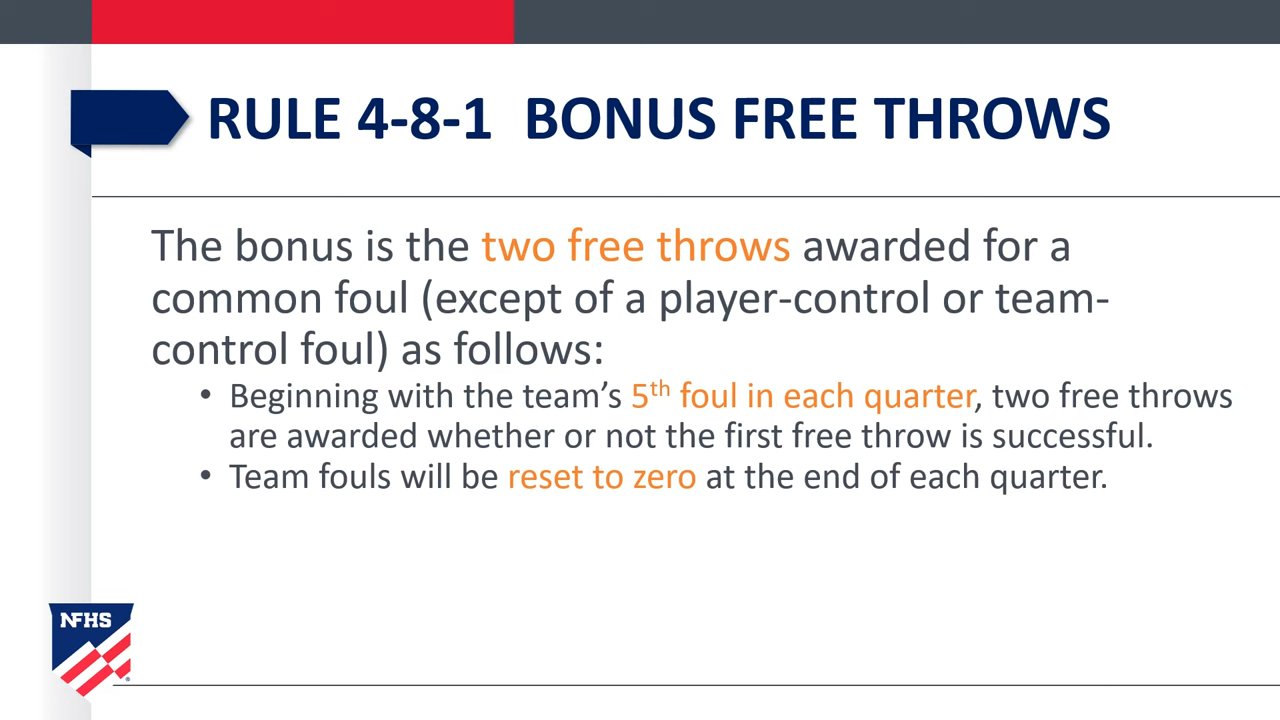 RULE 4-8-1  BONUS FREE THROWS
The bonus is the two free throws awarded for a
common foul (except of a player-control or team-
control foul) as follows:
• Beginning with the team’s 5th foul in each quarter, two free throws
are awarded whether or not the first free throw is successful.
• Team fouls will be reset to zero at the end of each quarter.
NFHS
®